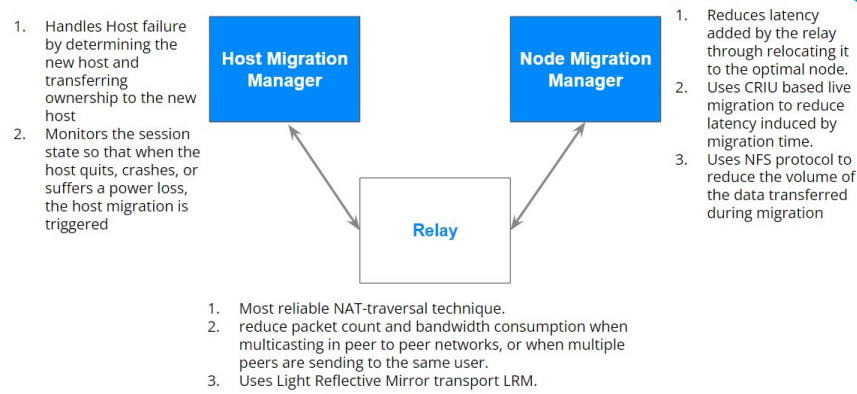 1. Handles Host failure
by determining the
new host and
transferring
ownership to the new
host
2. Monitors the session
state so that when the
host quits, crashes, or
suffers a power loss,
the host migration is
triggered
Host Migration
Manager
Node Migration
Manager
1. Reduces latency
added by the relay
through relocating it
to the optimal node.
2. Uses CRIU based live
migration to reduce
latency induced by
migration time.
3. Uses NFS protocol to
reduce the volume of
the data transferred
during migration
Relay
1. Most reliable NAT-traversal technique.
2. reduce packet count and bandwidth consumption when
multicasting in peer to peer networks, or when multiple
peers are sending to the same user.
3. Uses Light Reflective Mirror transport LRM.